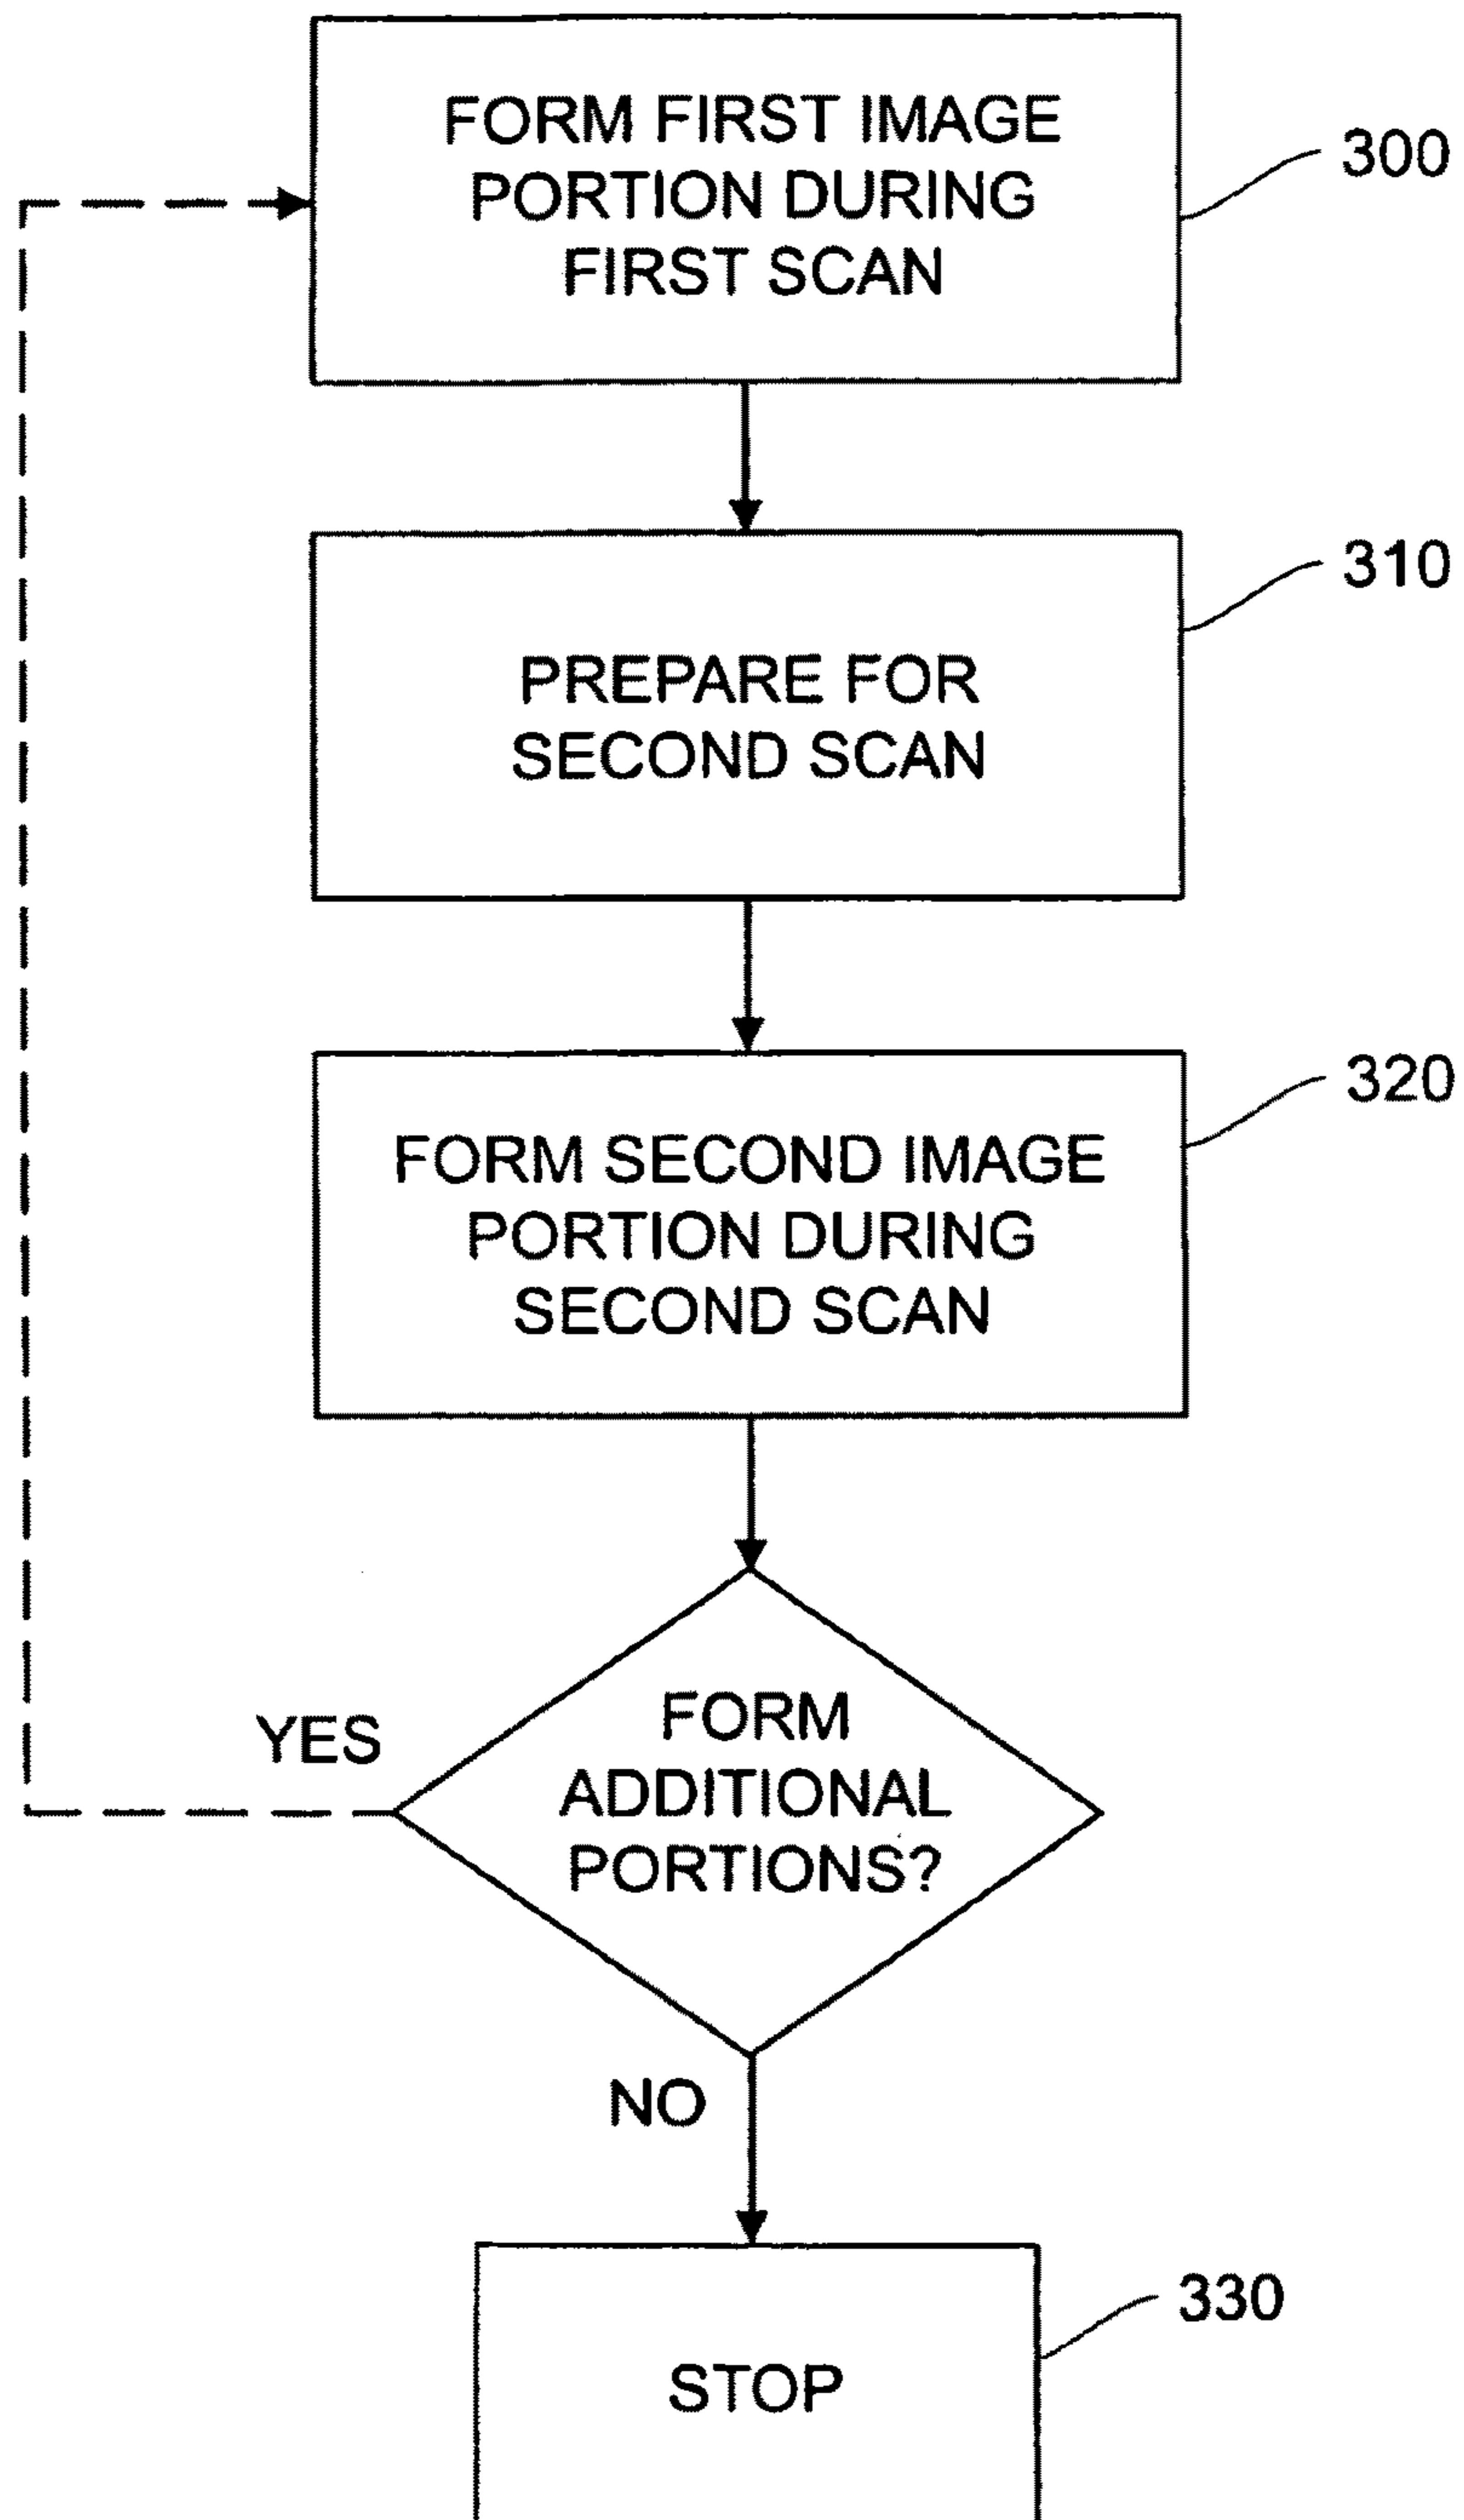 FORM FIRST IMAGE
PORTION DURING
FIRST SCAN
300
PREPARE FOR
SECOND SCAN
310
FORM SECOND IMAGE
PORTION DURING
SECOND SCAN
320
FORM
ADDITIONAL
PORTIONS?
YES
NO
STOP
330